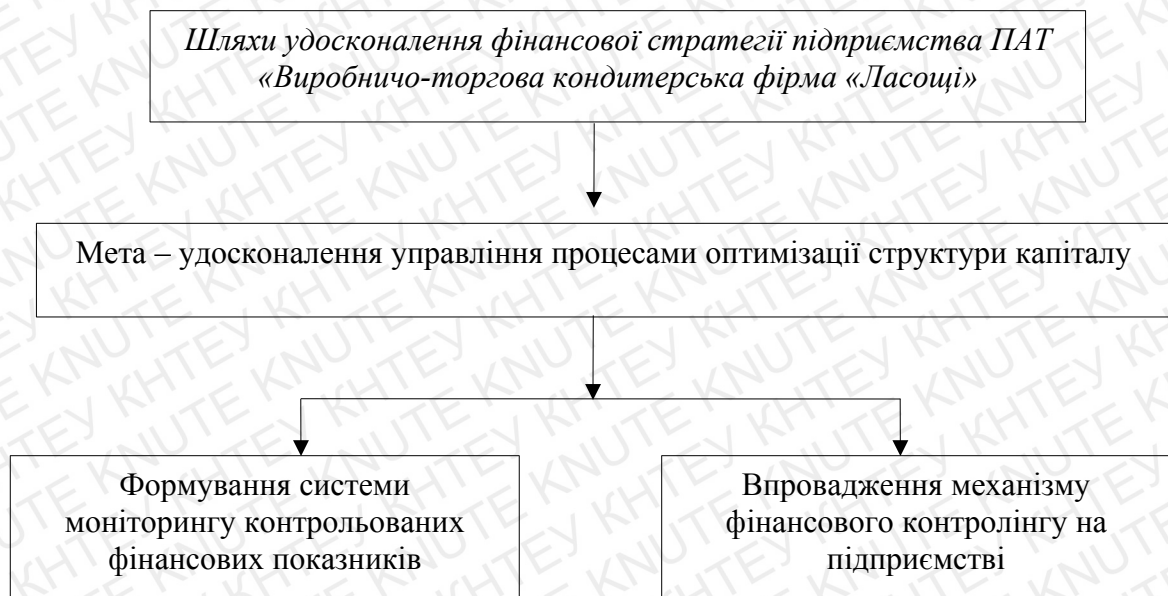 Шляхи удосконалення фінансової стратегії підприємства ПАТ
«Виробничо-торгова кондитерська фірма «Ласощі»
Мета – удосконалення управління процесами оптимізації структури капіталу
Формування системи
моніторингу контрольованих
фінансових показників
Впровадження механізму
фінансового контролінгу на
підприємстві